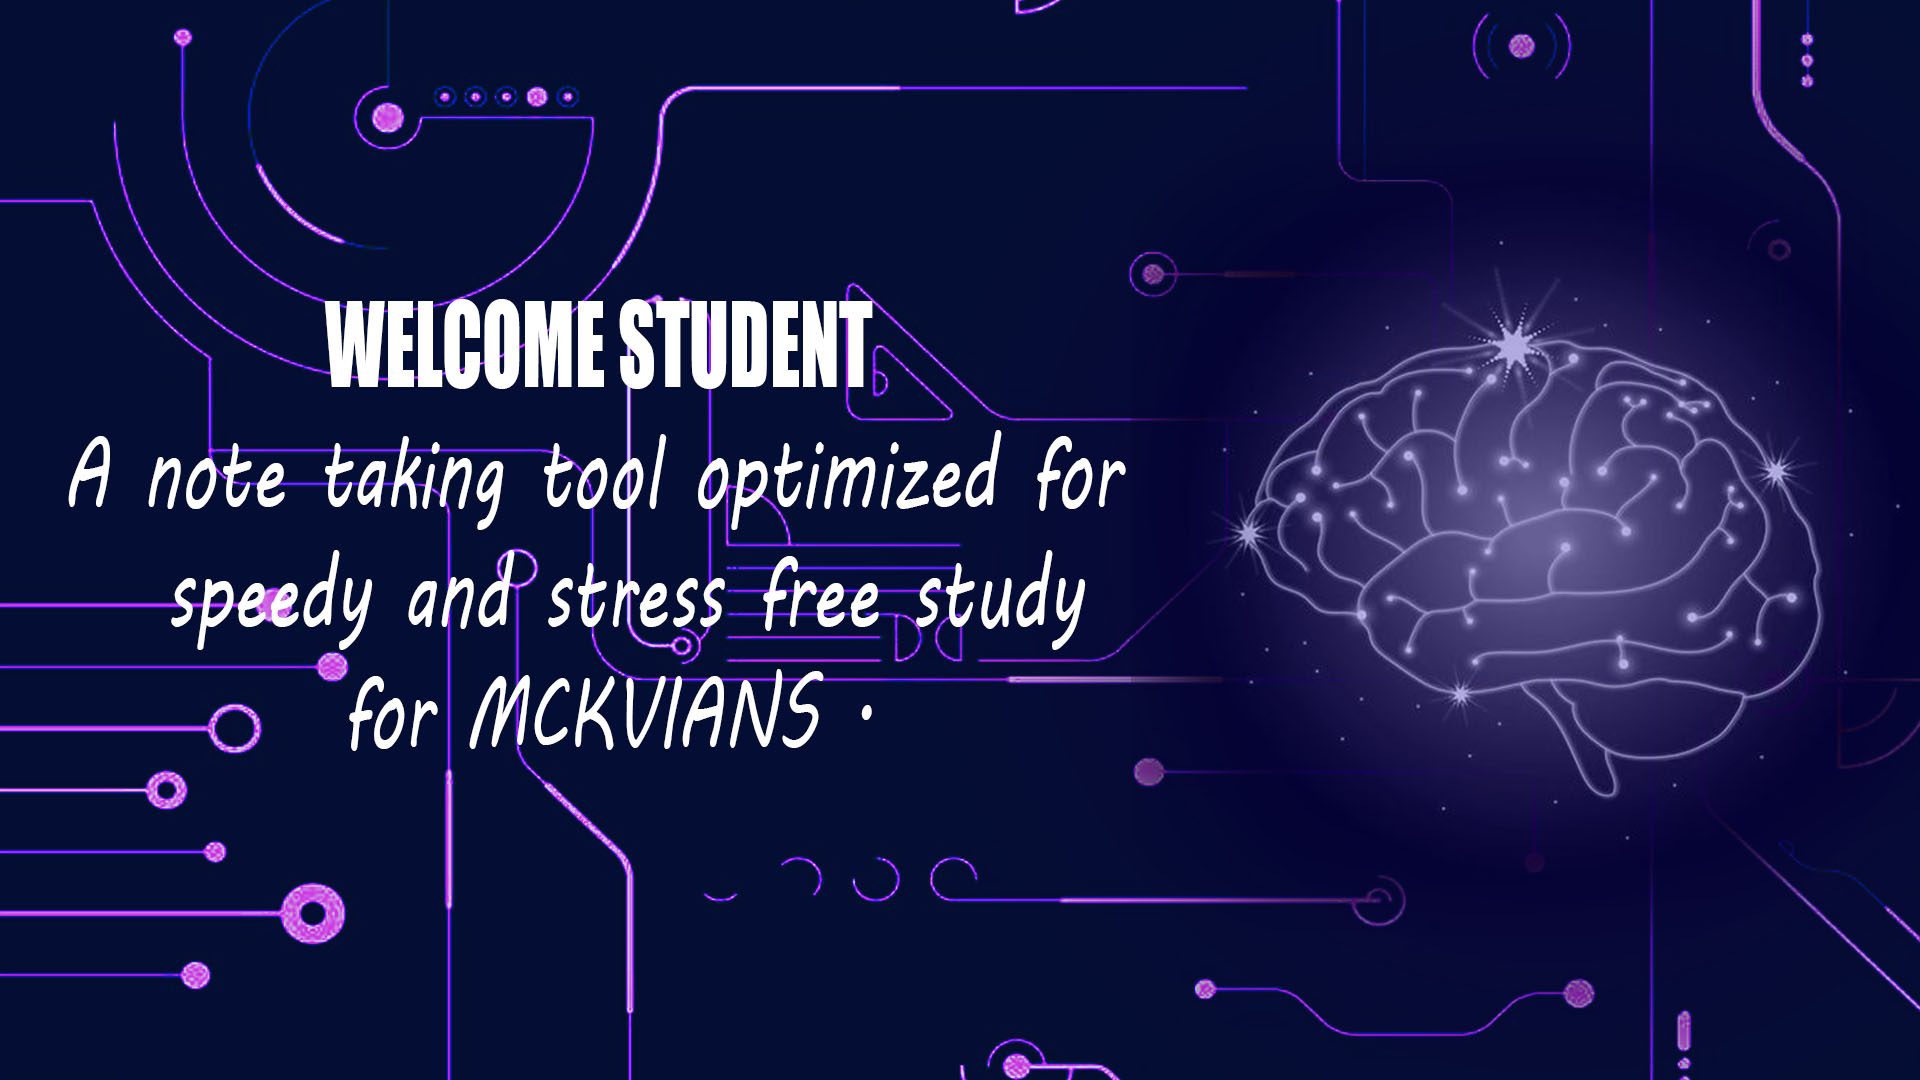 WELCOME STUDENT
A note taking tool optimized for
speedy and stress free study
for MCKVIANS .